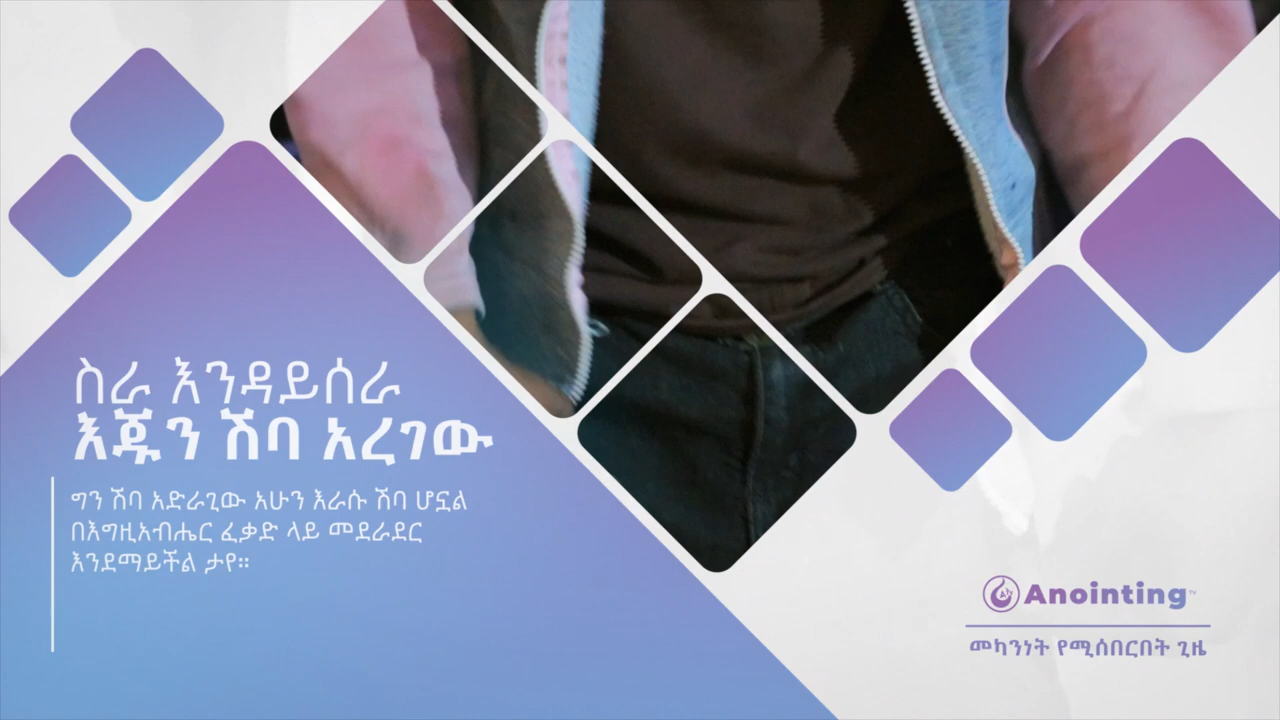 ስራ እንዳይሰራ
እጁን ሽባ አረገው
ግን ሽባ አድራጊው አሁን እራሱ ሽባ ሆኗል
በእግዚአብሔር ፈቃድ ላይ መደራደር
እንደማይችል ታየ።
Anointing TV
መካንነት የሚሰበርበት ጊዜ